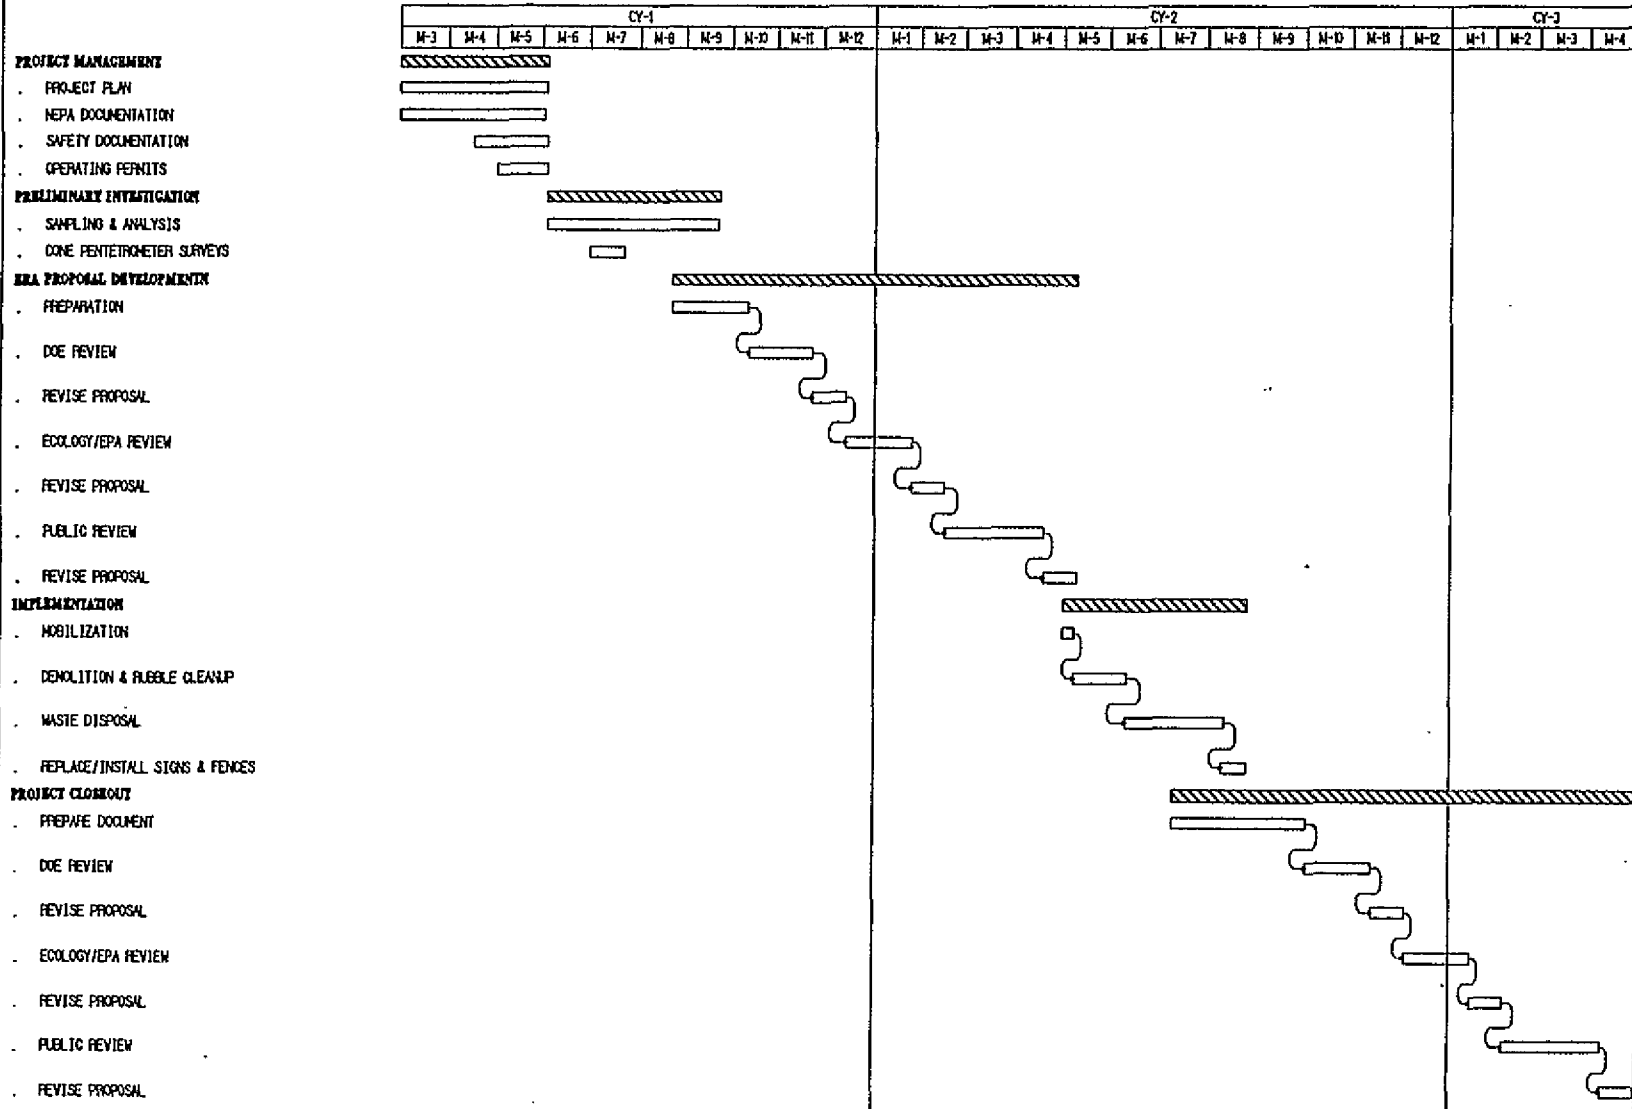 CY-1 CY-2 CY-3
M-3 M-4 M-5 M-6 M-7 M-8 M-9 M-10 M-11 M-12 M-1 M-2 M-3 M-4 M-5 M-6 M-7 M-8 M-9 M-10 M-11 M-12 M-1 M-2 M-3 M-4
PROJECT MANAGEMENT
. PROJECT PLAN
. NEPA DOCUMENTATION
. SAFETY DOCUMENTATION
. OPERATING PERMITS
PRELIMINARY INVESTIGATION
. SAMPLING & ANALYSIS
. CONE PENTETROMETER SURVEYS
ERA PROPOSAL DEVELOPMENTN
. PREPARATION
. DOE REVIEW
. REVISE PROPOSAL
. ECOLOGY/EPA REVIEW
. REVISE PROPOSAL
. PUBLIC REVIEW
. REVISE PROPOSAL
IMPLEMENTATION
. MOBILIZATION
. DEMOLITION & RUBBLE CLEANUP
. WASTE DISPOSAL
. REPLACE/INSTALL SIGNS & FENCES
PROJECT CLOSEOUT
. PREPARE DOCUMENT
. DOE REVIEW
. REVISE PROPOSAL
. ECOLOGY/EPA REVIEW
. REVISE PROPOSAL
. PUBLIC REVIEW
. REVISE PROPOSAL